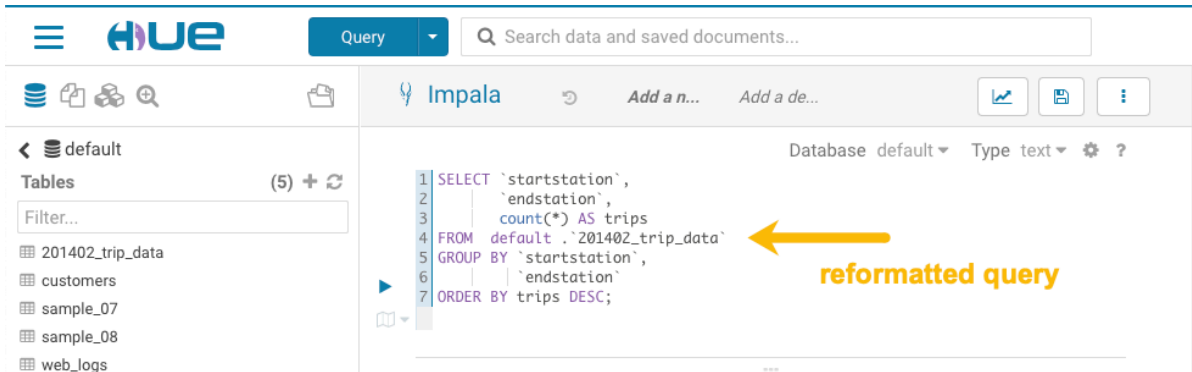 HUE
Query
Search data and saved documents...
Impala
Add a n...
Add a de...
default
Database default
Type text
?
Tables
(5)
Filter...
201402_trip_data
customers
sample_07
sample_08
web_logs
1 SELECT `startstation`,
2 `endstation`,
3 count(*) AS trips
4 FROM default .`201402_trip_data`
5 GROUP BY `startstation`,
6 `endstation`
7 ORDER BY trips DESC;
reformatted query